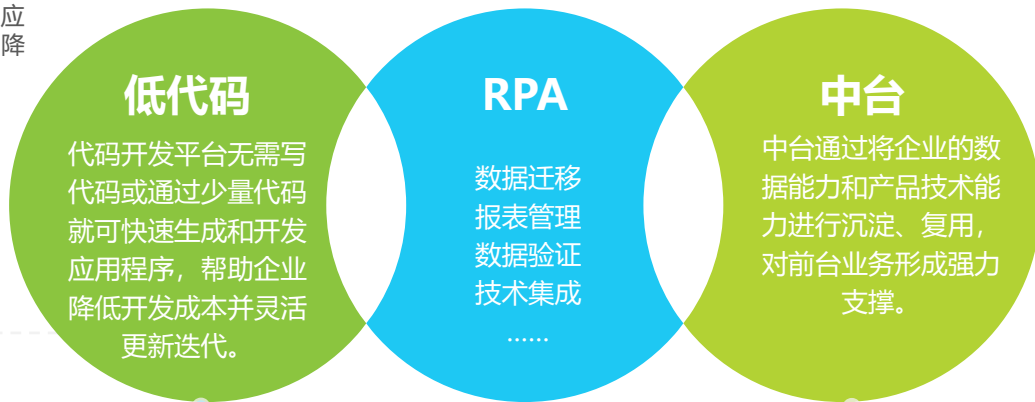 应
降
低代码
代码开发平台无需写
代码或通过少量代码
就可快速生成和开发
应用程序，帮助企业
降低开发成本并灵活
更新迭代。
RPA
数据迁移
报表管理
数据验证
技术集成
......
中台
中台通过将企业的数
据能力和产品技术能
力进行沉淀、复用，
对前台业务形成强力
支撑。